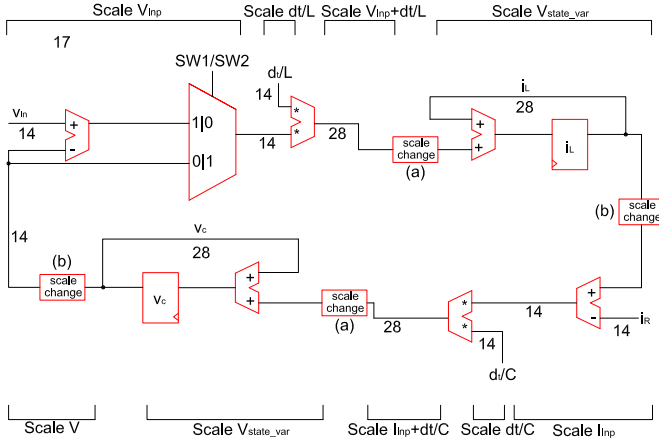 Scale VInp
Scale dt/L
Scale VInp+dt/L
Scale Vstate_var
17
SW1/SW2
dt/L
iL
vIn
14
28
14
+
-
1|0
0|1
*
*
14
28
+
+
iL
scale change
(a)
14
(b)
scale change
vc
28
(b)
scale change
vc
+
+
scale change
(a)
28
*
*
14
14
+
-
iR
14
dt/C
Scale V
Scale Vstate_var
Scale IInp+dt/C
Scale dt/C
Scale IInp